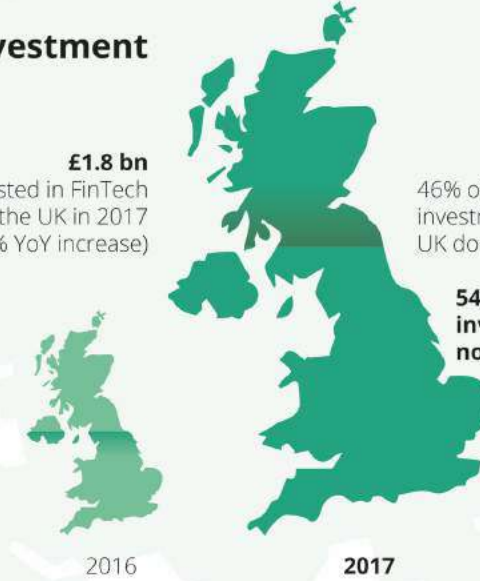 vestment
£1.8 bn
sted in FinTech
the UK in 2017
% YoY increase)
46% o
investr
UK do
54
inv
no
2016
2017